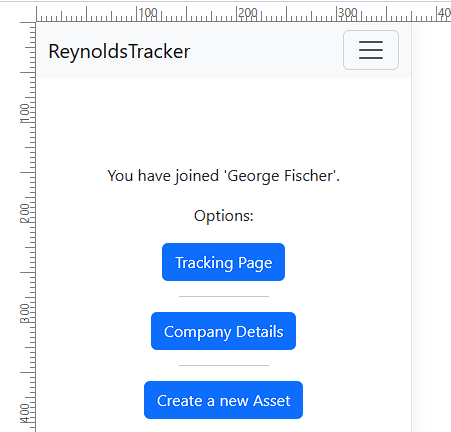 100 200 300 400
ReynoldsTracker
100
You have joined 'George Fischer'.
200
Options:
Tracking Page
300
Company Details
Create a new Asset
400